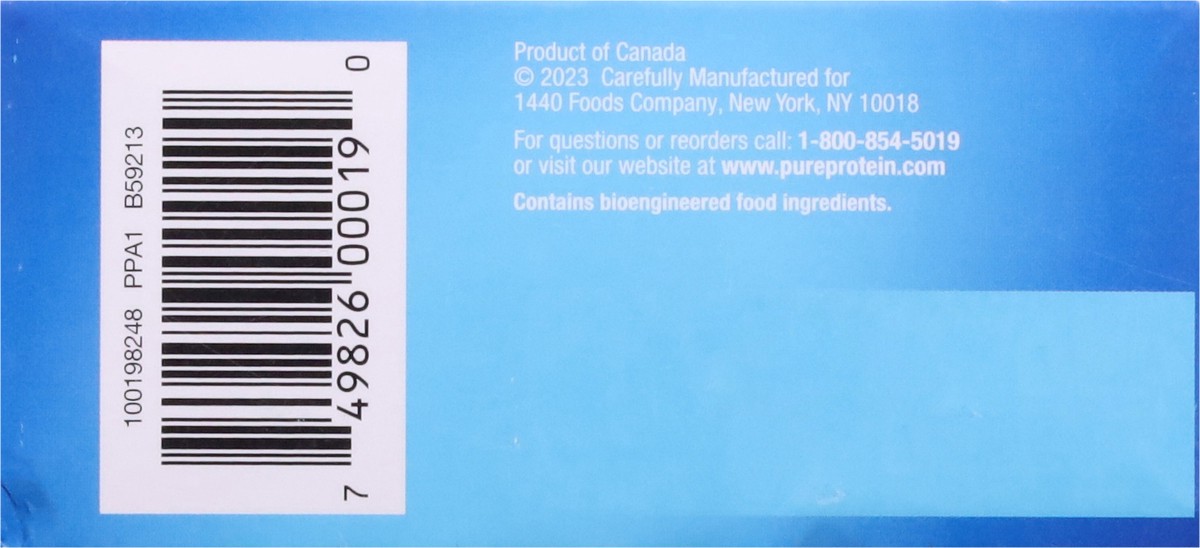 100198248 PPA1 B59213
7 49826 00019 0
Product of Canada
© 2023 Carefully Manufactured for
1440 Foods Company, New York, NY 10018
For questions or reorders call: 1-800-854-5019
or visit our website at www.pureprotein.com
Contains bioengineered food ingredients.